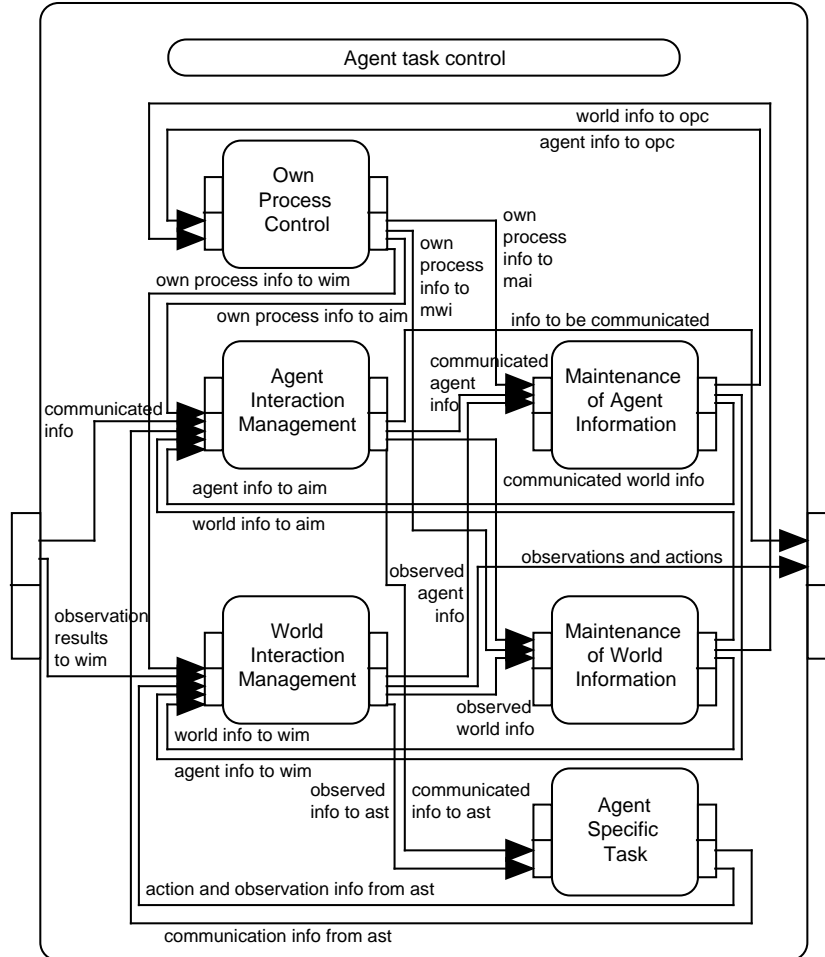 Agent task control
world info to opc
agent info to opc
Own
Process
Control
own
process
info to
mai
own
process
info to
mwi
own process info to wim
own process info to aim
info to be communicated
communicated
agent
info
Agent
Interaction
Management
Maintenance
of Agent
Information
communicated
info
agent info to aim
communicated world info
world info to aim
observations and actions
observed
agent
info
observation
results
to wim
World
Interaction
Management
Maintenance
of World
Information
observed
world info
world info to wim
agent info to wim
observed
info to ast
communicated
info to ast
Agent
Specific
Task
action and observation info from ast
communication info from ast